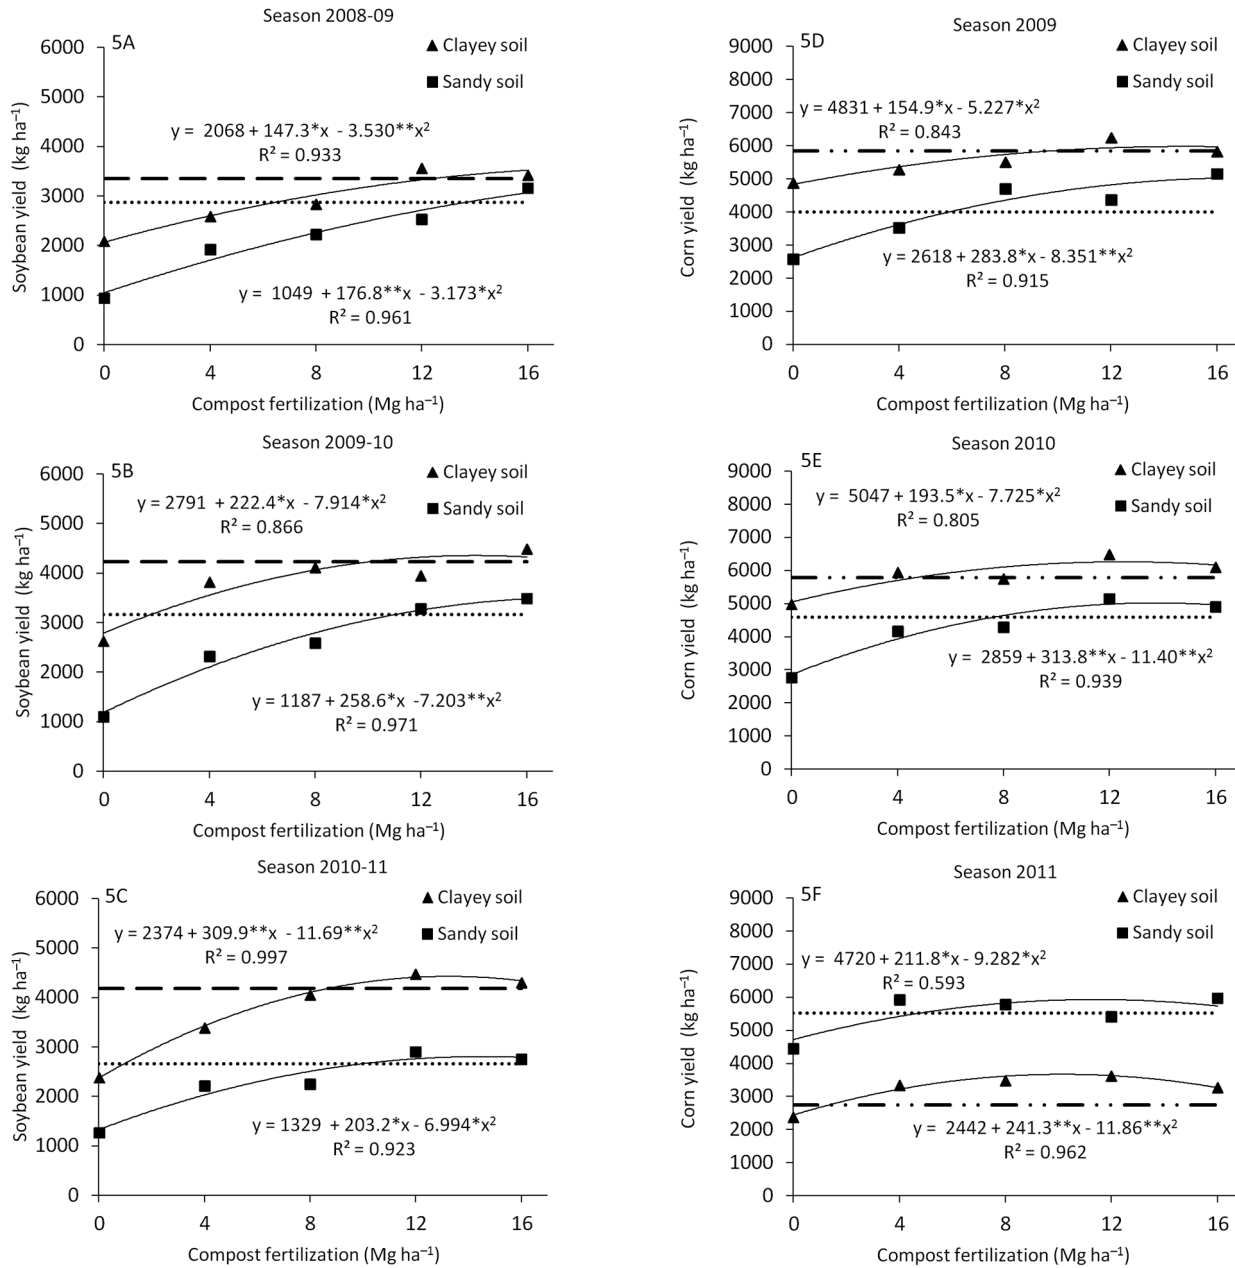 Season 2008-09
5A
Clayey soil
Sandy soil
y = 2068 + 147.3*x - 3.530**x²
R² = 0.933
y = 1049 + 176.8**x - 3.173*x²
R² = 0.961
Soybean yield (kg ha⁻¹)
6000
5000
4000
3000
2000
1000
0
0 4 8 12 16
Compost fertilization (Mg ha⁻¹)
Season 2009
5D
Clayey soil
Sandy soil
y = 4831 + 154.9*x - 5.227*x²
R² = 0.843
y = 2618 + 283.8*x - 8.351**x²
R² = 0.915
Corn yield (kg ha⁻¹)
9000
8000
7000
6000
5000
4000
3000
2000
1000
0
0 4 8 12 16
Compost fertilization (Mg ha⁻¹)
Season 2009-10
5B
Clayey soil
Sandy soil
y = 2791 + 222.4*x - 7.914*x²
R² = 0.866
y = 1187 + 258.6*x -7.203**x²
R² = 0.971
Soybean yield (kg ha⁻¹)
6000
5000
4000
3000
2000
1000
0
0 4 8 12 16
Compost fertilization (Mg ha⁻¹)
Season 2010
5E
Clayey soil
Sandy soil
y = 5047 + 193.5*x - 7.725*x²
R² = 0.805
y = 2859 + 313.8**x - 11.40**x²
R² = 0.939
Corn yield (kg ha⁻¹)
9000
8000
7000
6000
5000
4000
3000
2000
1000
0
0 4 8 12 16
Compost fertilization (Mg ha⁻¹)
Season 2010-11
5C
Clayey soil
Sandy soil
y = 2374 + 309.9**x - 11.69**x²
R² = 0.997
y = 1329 + 203.2*x - 6.994*x²
R² = 0.923
Soybean yield (kg ha⁻¹)
6000
5000
4000
3000
2000
1000
0
0 4 8 12 16
Compost fertilization (Mg ha⁻¹)
Season 2011
5F
Clayey soil
Sandy soil
y = 4720 + 211.8*x - 9.282*x²
R² = 0.593
y = 2442 + 241.3**x - 11.86**x²
R² = 0.962
Corn yield (kg ha⁻¹)
9000
8000
7000
6000
5000
4000
3000
2000
1000
0
0 4 8 12 16
Compost fertilization (Mg ha⁻¹)